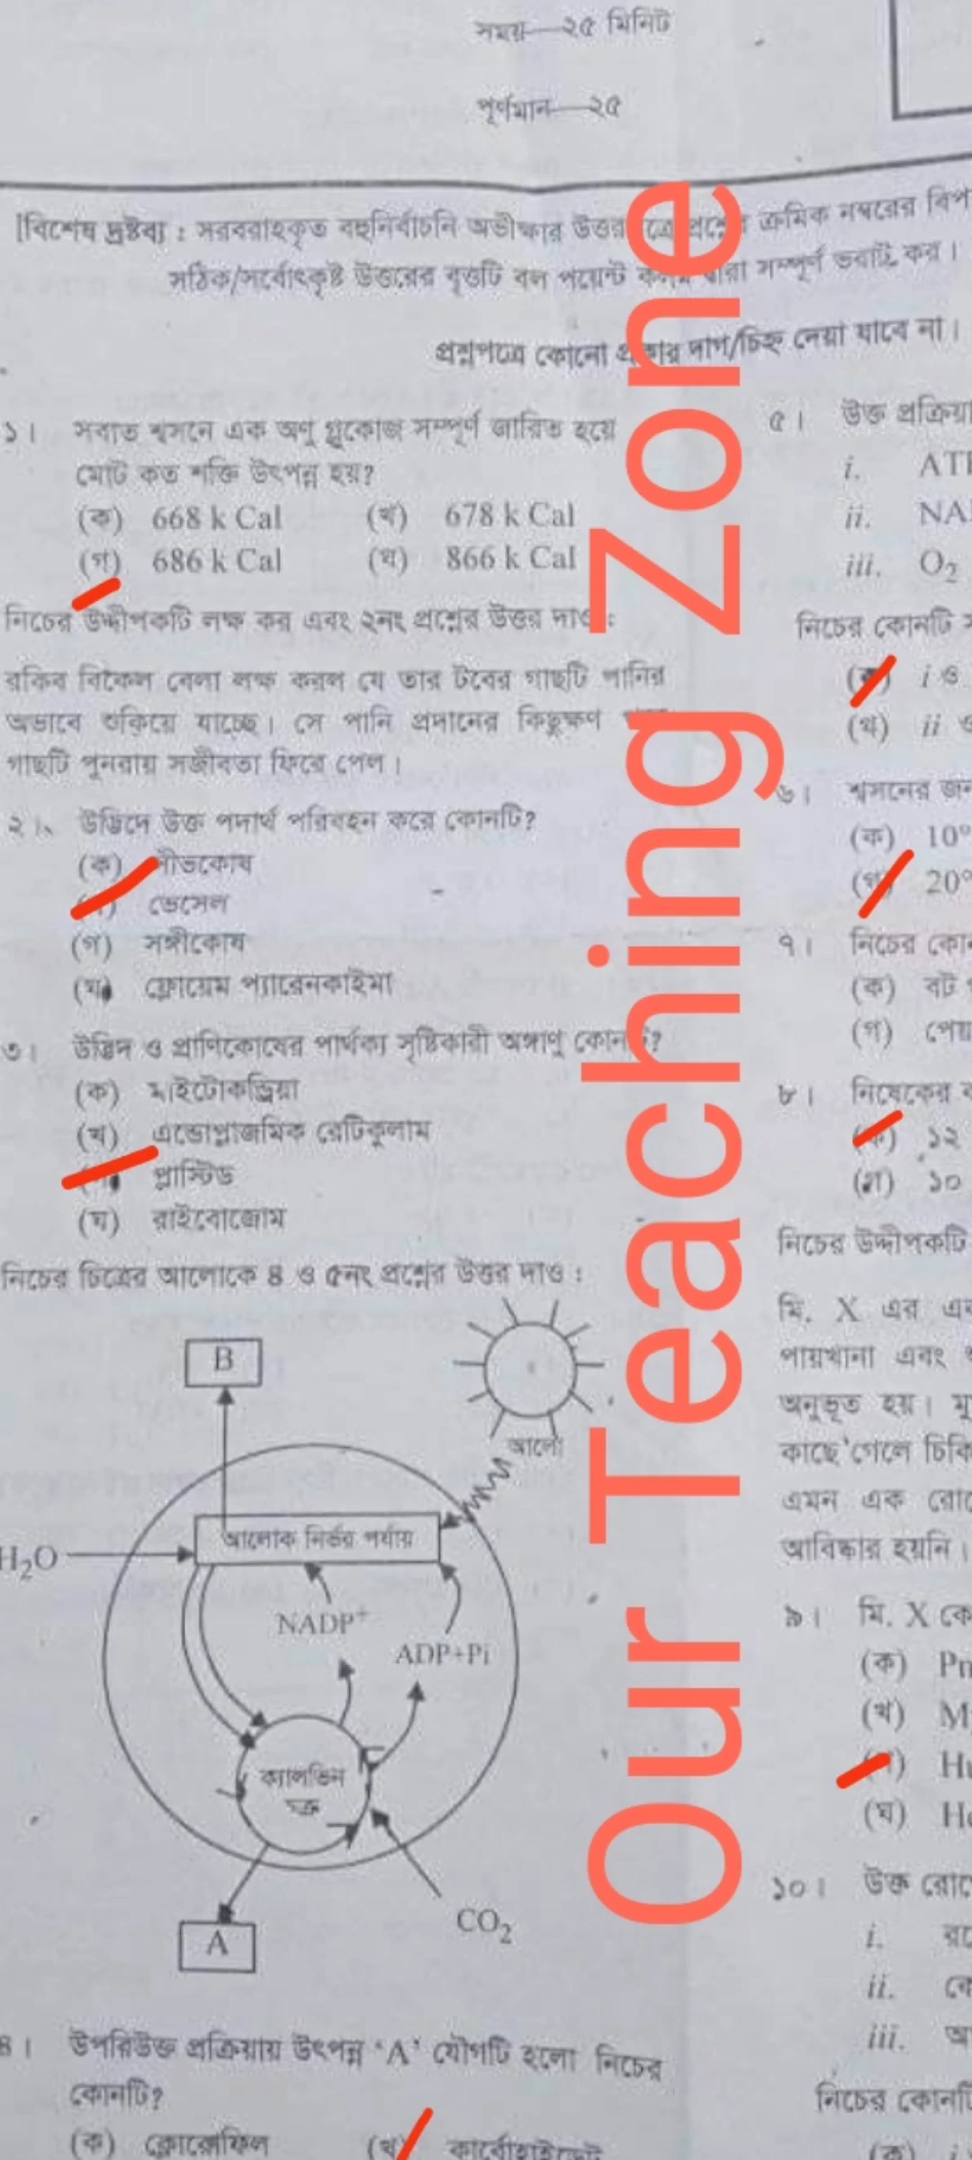 সময়—২৫ মিনিট
পূর্ণমান—২৫
[বিশেষ দ্রষ্টব্য : সরবরাহকৃত বহুনির্বাচনি অভীক্ষার উত্তর প্রশ্নের ক্রমিক নম্বরের বিপ
সঠিক/সর্বোৎকৃষ্ট উত্তরের বৃত্তটি বল পয়েন্ট দ্বারা সম্পূর্ণ ভরাট কর।
প্রশ্নপত্রে কোনো প্রকার দাগ/চিহ্ন দেয়া যাবে না।
১। সবাত শ্বসনে এক অণু গ্লুকোজ সম্পূর্ণ জারিত হয়ে
মোট কত শক্তি উৎপন্ন হয়?
(ক) 668 k Cal (খ) 678 k Cal
(গ) 686 k Cal (ঘ) 866 k Cal
নিচের উদ্দীপকটি লক্ষ কর এবং ২নং প্রশ্নের উত্তর দাও :
রকিব বিকেল বেলা লক্ষ করল যে তার টবের গাছটি পানির
অভাবে শুকিয়ে যাচ্ছে। সে পানি প্রদানের কিছুক্ষণ
গাছটি পুনরায় সজীবতা ফিরে পেল।
২। উদ্ভিদে উক্ত পদার্থ পরিবহন করে কোনটি?
(ক) সীভকোষ
ভেসেল
(গ) সঙ্গীকোষ
(ঘ) ফ্লোয়েম প্যারেনকাইমা
৩। উদ্ভিদ ও প্রাণিকোষের পার্থক্য সৃষ্টিকারী অঙ্গাণু কোনটি?
(ক) মাইটোকন্ড্রিয়া
(খ) এন্ডোপ্লাজমিক রেটিকুলাম
প্লাস্টিড
(ঘ) রাইবোজোম
নিচের চিত্রের আলোকে ৪ ও ৫নং প্রশ্নের উত্তর দাও :
B
আলো
আলোক নির্ভর পর্যায়
H₂O
NADP⁺
ADP+Pi
ক্যালভিন
চক্র
CO₂
A
৪। উপরিউক্ত প্রক্রিয়ায় উৎপন্ন ‘A’ যৌগটি হলো নিচের
কোনটি?
(ক) ক্লোরোফিল (খ) কার্বোহাইড্রেট
Our Teaching Zone
৫। উক্ত প্রক্রিয়া
i. ATP
ii. NA
iii. O₂
নিচের কোনটি স
(ক) i ও
(খ) ii ও
৬। শ্বসনের জন
(ক) 10°
(গ) 20°
৭। নিচের কোন
(ক) বট
(গ) পেয়া
৮। নিষেকের
(ক) ১২
(গ) ১০
নিচের উদ্দীপকটি
মি. X এর এক
পায়খানা এবং
অনুভূত হয়। মু
কাছে গেলে চিকি
এমন এক রোগ
আবিষ্কার হয়নি।
৯। মি. X কো
(ক) Pn
(খ) M
Hu
(ঘ) He
১০। উক্ত রোগে
i. রক্
ii. কো
iii. অ
নিচের কোনটি
(ক) i